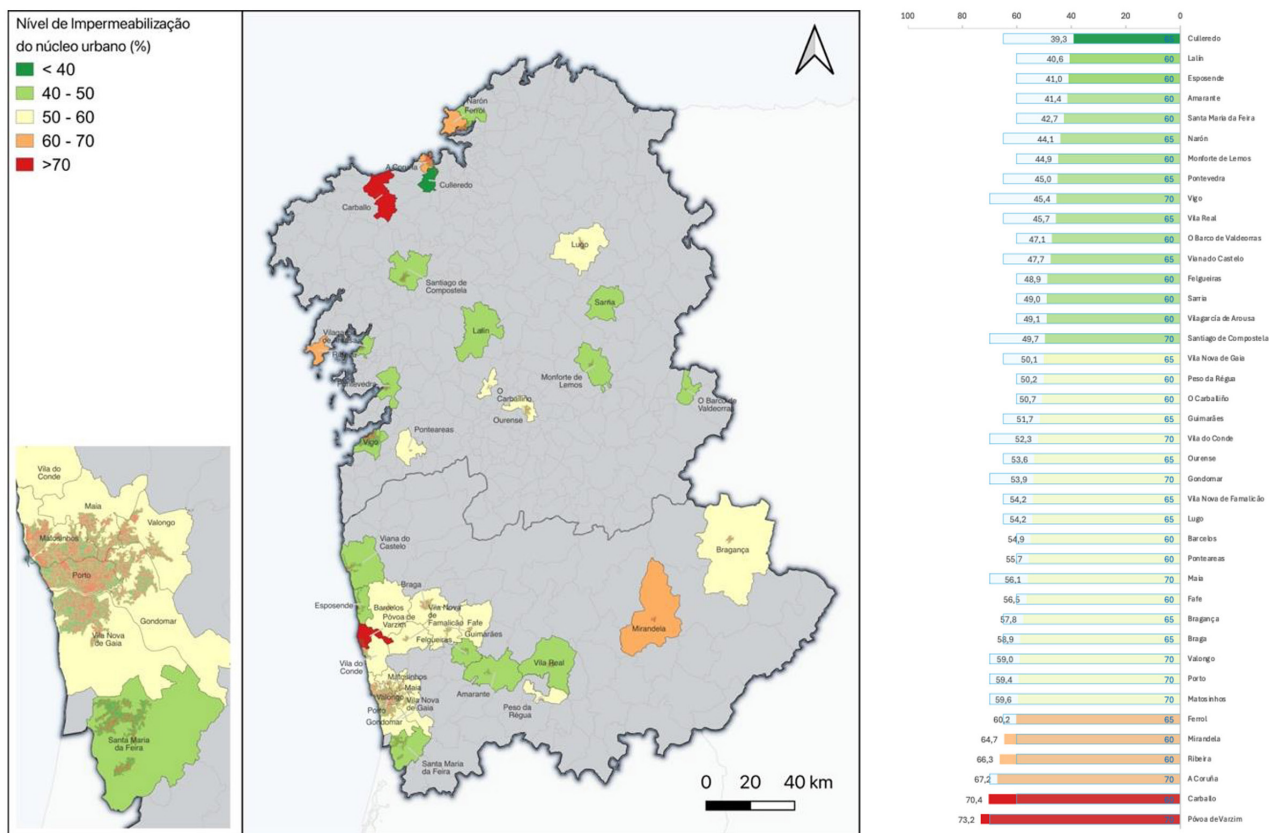 Nível de Impermeabilização
do núcleo urbano (%)
< 40
40 - 50
50 - 60
60 - 70
>70
Narón
Ferrol
A Coruña
Culleredo
Carballo
Lugo
Santiago de
Compostela
Sarria
Lalín
Vilagarcía
de Arousa
Ribeira
Pontevedra
Monforte de
Lemos
O
Carballiño
O Barco de
Valdeorras
Ourense
Ponteareas
Vigo
Viana do
Castelo
Bragança
Braga
Esposende
Barcelos
Póvoa de
Varzim
Vila Nova
de
Famalicão
Fafe
Guimarães
Felgueiras
Mirandela
Vila do
Conde
Vila Real
Amarante
Matosinhos
Maia
Valongo
Vila Nova
de Gaia
Porto
Gondomar
Peso da
Régua
Santa Maria
da Feira
0 20 40 km
Vila do
Conde
Maia
Valongo
Matosinhos
Porto
Gondomar
Vila Nova
de Gaia
Santa Maria
da Feira
100 80 60 40 20 0
39,3 Culleredo
40,6 60 Lalín
41,0 60 Esposende
41,4 60 Amarante
42,7 60 Santa Maria da Feira
44,1 65 Narón
44,9 60 Monforte de Lemos
45,0 65 Pontevedra
45,4 70 Vigo
45,7 65 Vila Real
47,1 60 O Barco de Valdeorras
47,7 65 Viana do Castelo
48,9 60 Felgueiras
49,0 60 Sarria
49,1 60 Vilagarcía de Arousa
49,7 70 Santiago de Compostela
50,1 65 Vila Nova de Gaia
50,2 60 Peso da Régua
50,7 60 O Carballiño
51,7 65 Guimarães
52,3 70 Vila do Conde
53,6 65 Ourense
53,9 70 Gondomar
54,2 65 Vila Nova de Famalicão
54,2 65 Lugo
54,9 60 Barcelos
55,7 60 Ponteareas
56,1 70 Maia
56,5 60 Fafe
57,8 65 Bragança
58,9 65 Braga
59,0 70 Valongo
59,4 70 Porto
59,6 70 Matosinhos
60,2 65 Ferrol
64,7 60 Mirandela
66,3 60 Ribeira
67,2 70 A Coruña
70,4 Carballo
73,2 Póvoa de Varzim